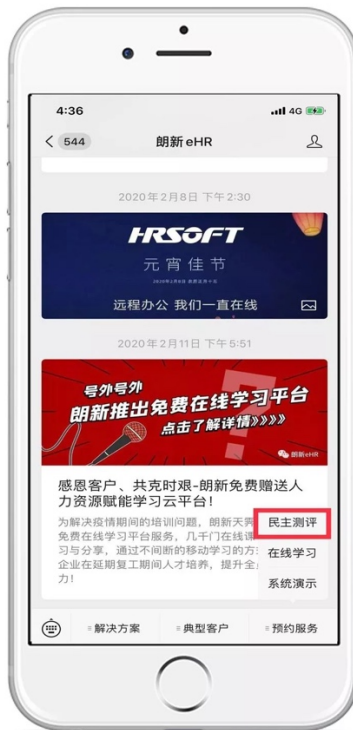 4:36
4G
544
朗新 eHR
2020年2月8日 下午2:30
HRSOFT
元宵佳节
远程办公 我们一直在线
2020年2月11日 下午5:51
号外号外
朗新推出免费在线学习平台
点击了解详情》》》》
朗新eHR
感恩客户、共克时艰-朗新免费赠送人
力资源赋能学习云平台！
为解决疫情期间的培训问题，朗新天霁
免费在线学习平台服务，几千门在线课
习与分享，通过不间断的移动学习的方
企业在延期复工期间人才培养，提升全
力！
民主测评
在线学习
系统演示
解决方案
典型客户
预约服务